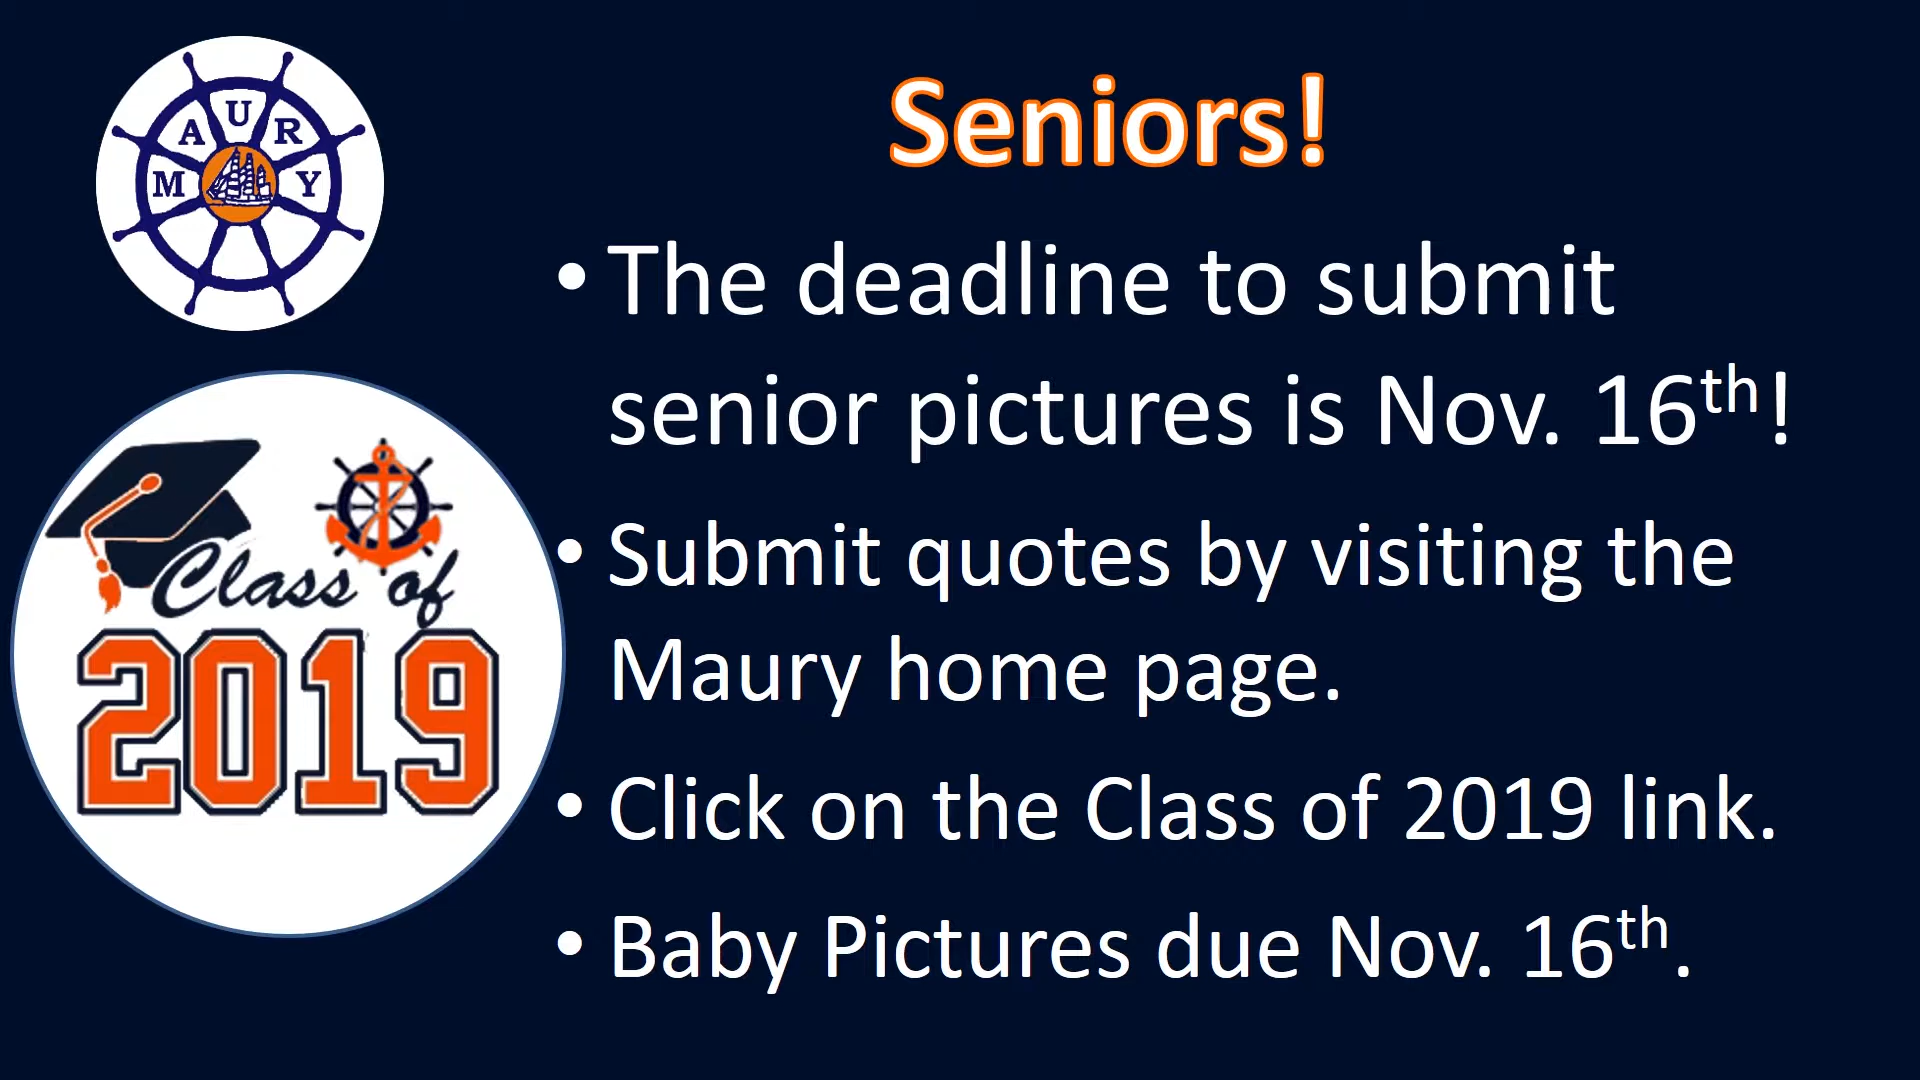 MAURY
Seniors!
• The deadline to submit
senior pictures is Nov. 16th!
Class of
2019
• Submit quotes by visiting the
Maury home page.
• Click on the Class of 2019 link.
• Baby Pictures due Nov. 16th.